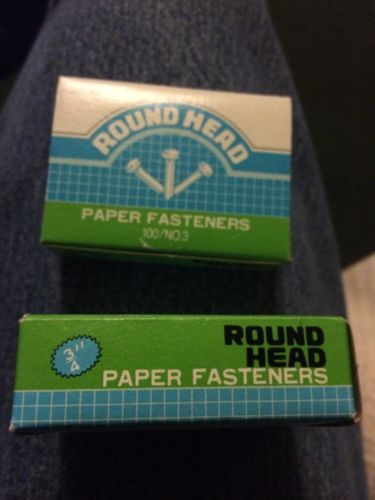 ROUND HEAD
PAPER FASTENERS
100/NO.3
3/4"
ROUND
HEAD
PAPER FASTENERS